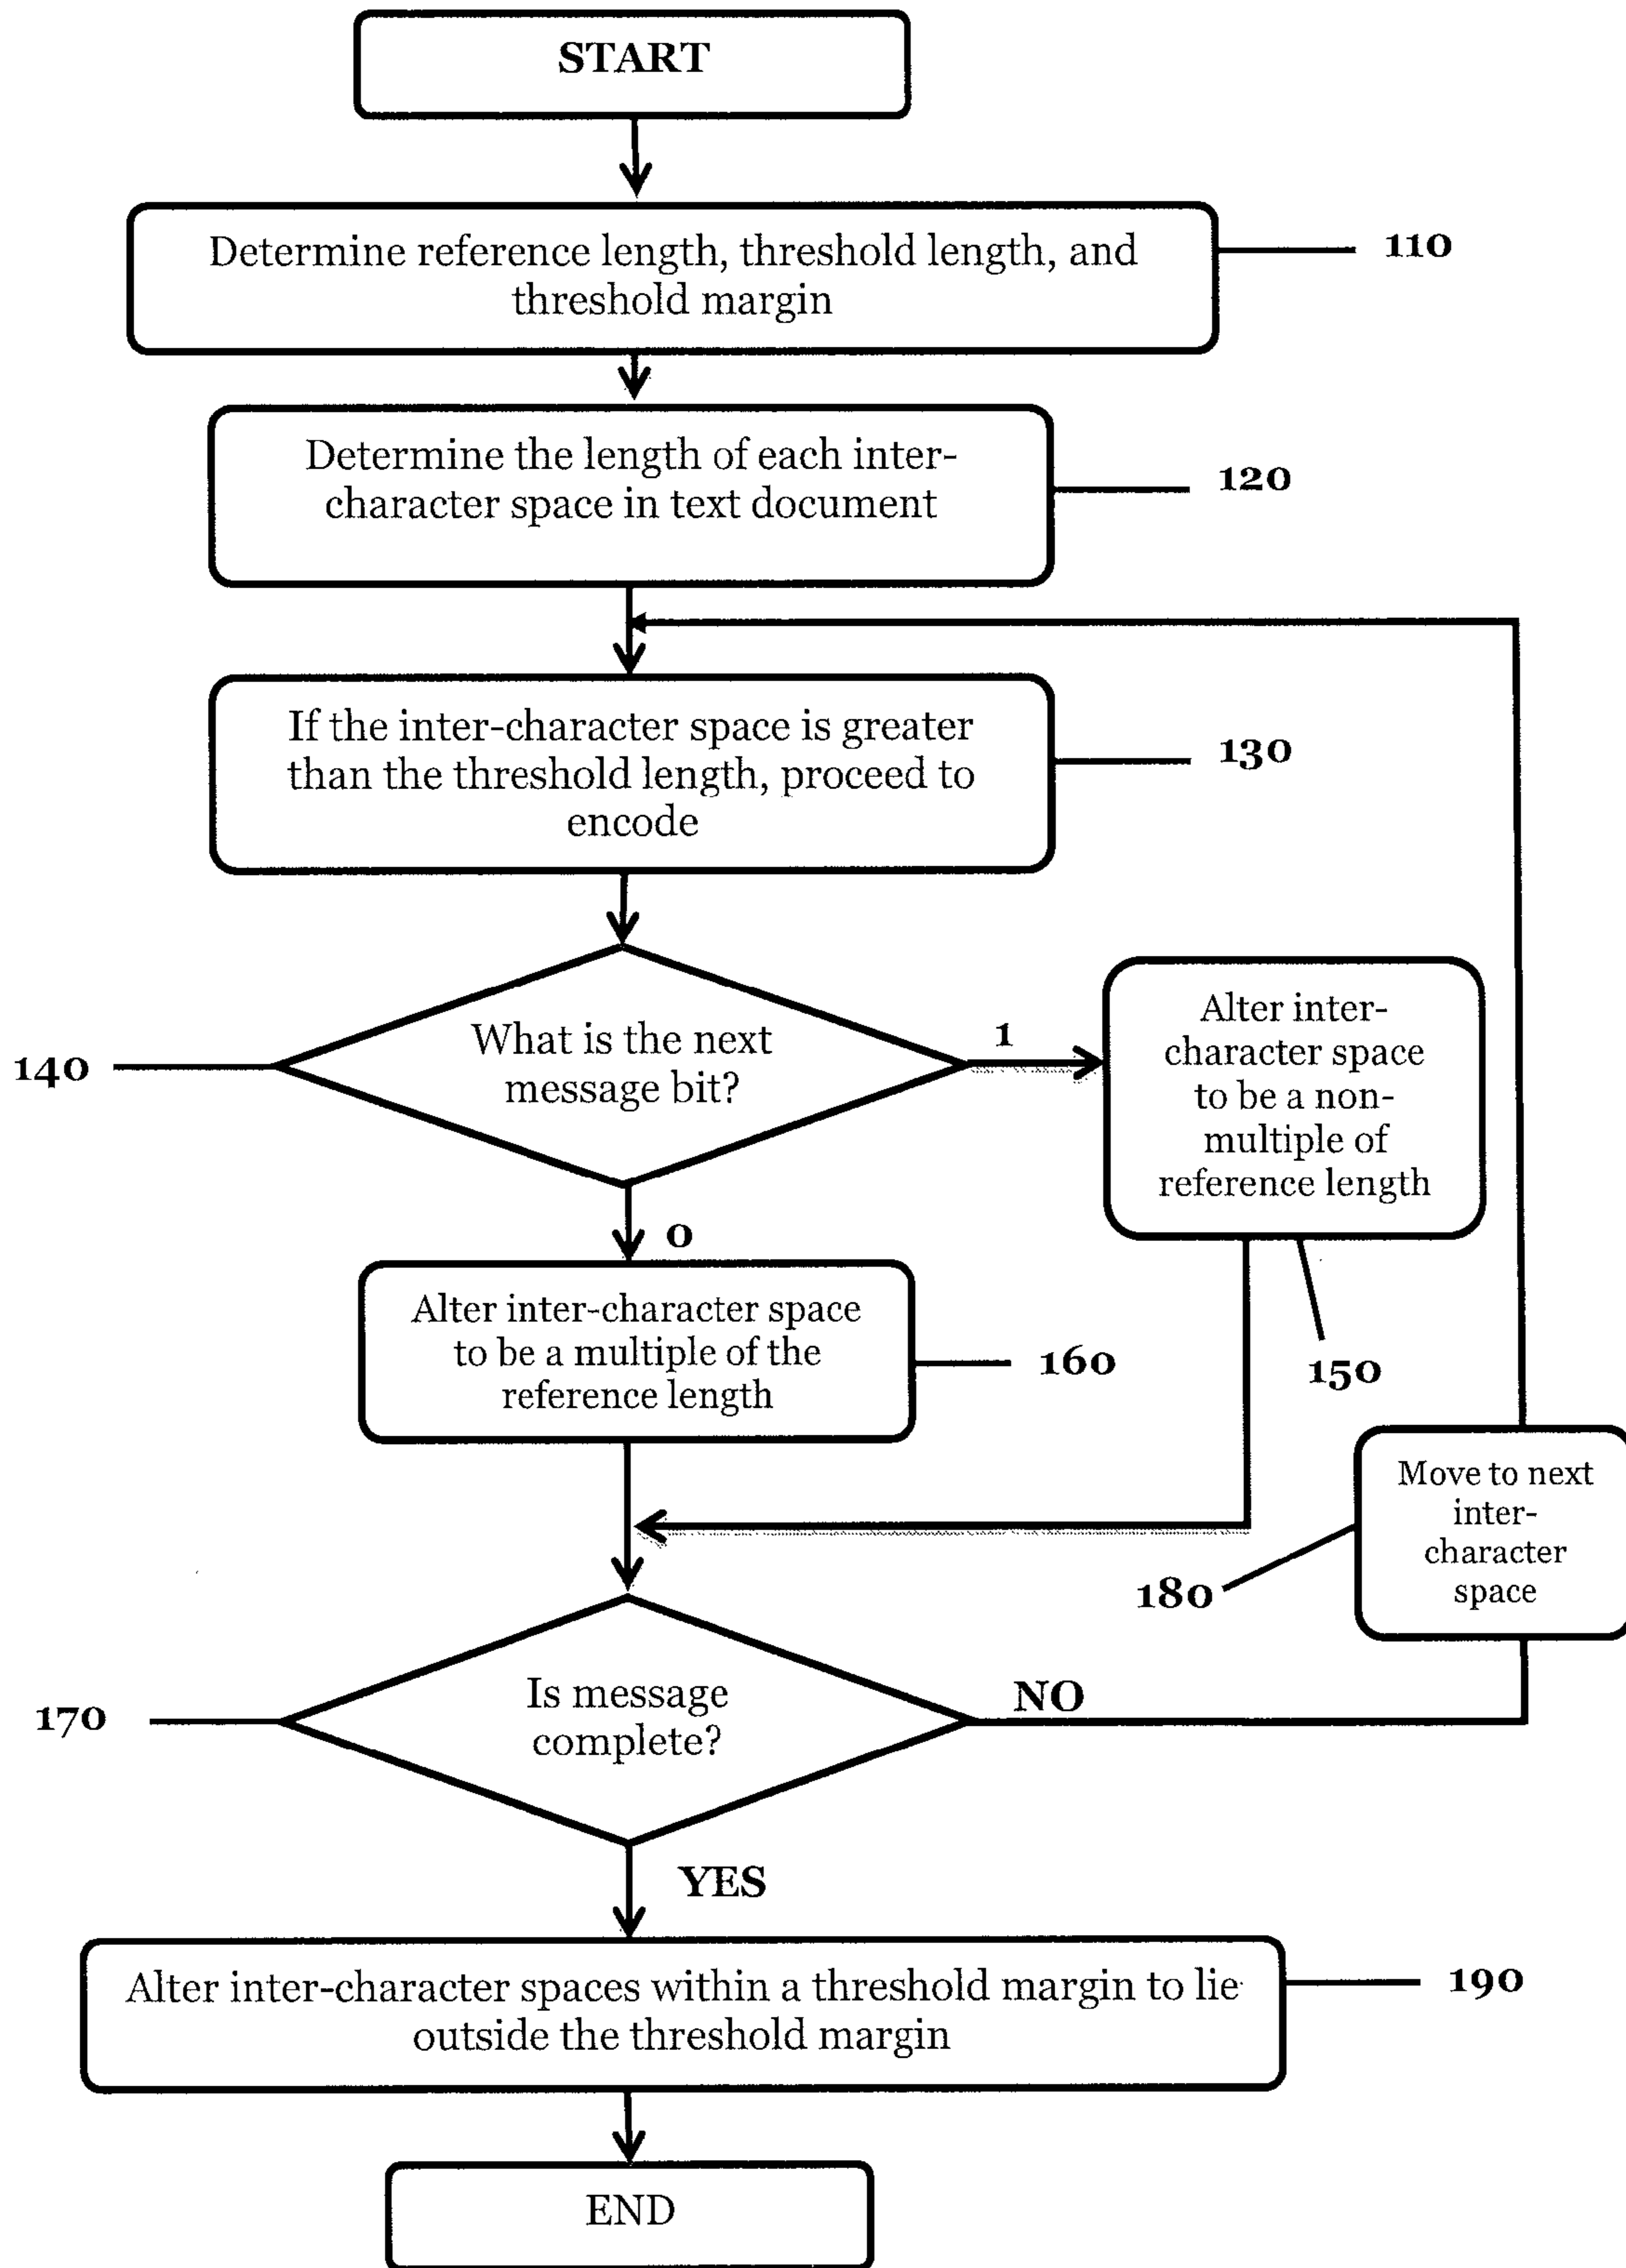 START
Determine reference length, threshold length, and
threshold margin
110
Determine the length of each inter-
character space in text document
120
If the inter-character space is greater
than the threshold length, proceed to
encode
130
What is the next
message bit?
140
1
Alter inter-
character space
to be a non-
multiple of
reference length
150
0
Alter inter-character space
to be a multiple of the
reference length
160
Move to next
inter-
character
space
180
Is message
complete?
170
NO
YES
Alter inter-character spaces within a threshold margin to lie
outside the threshold margin
190
END